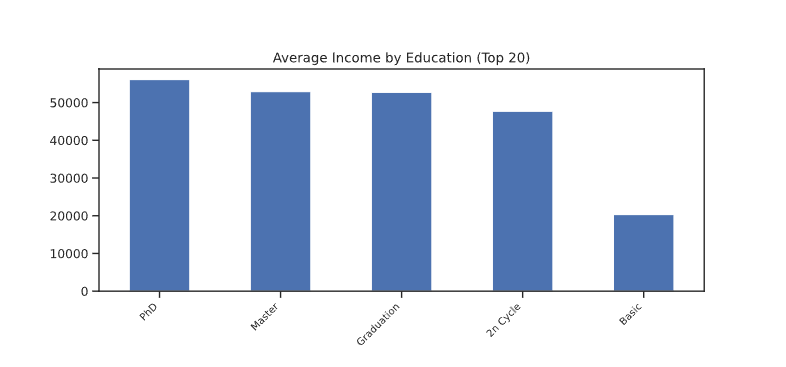 Average Income by Education (Top 20)
50000
40000
30000
20000
10000
0
PhD
Master
Graduation
2n Cycle
Basic